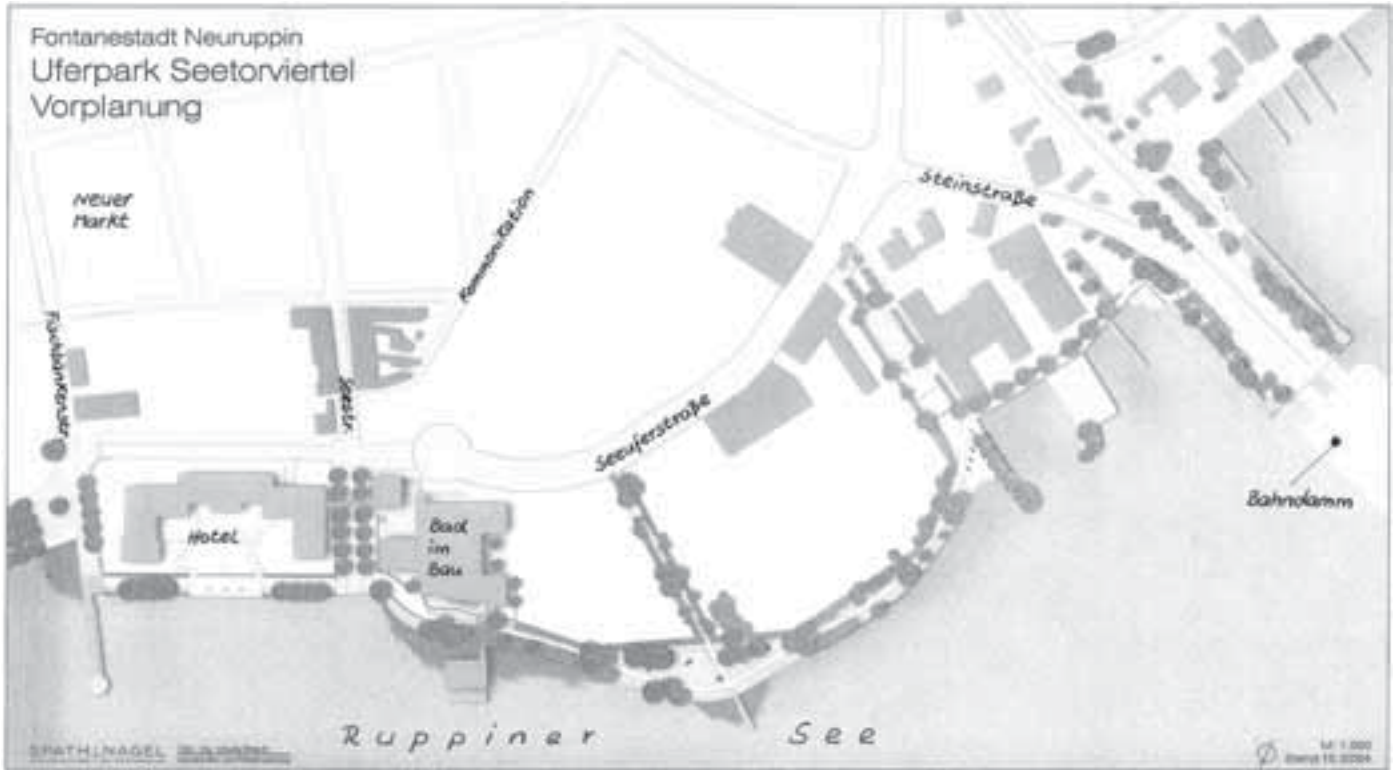 Fontanestadt Neuruppin
Uferpark Seetorviertel
Vorplanung
Neuer
Markt
Kommunikation
Steinstraße
Fischbänkenstr
Seestr.
Seeuferstraße
Hotel
Bad
im
Bau
Bahndamm
Ruppiner See
SPATH+NAGEL